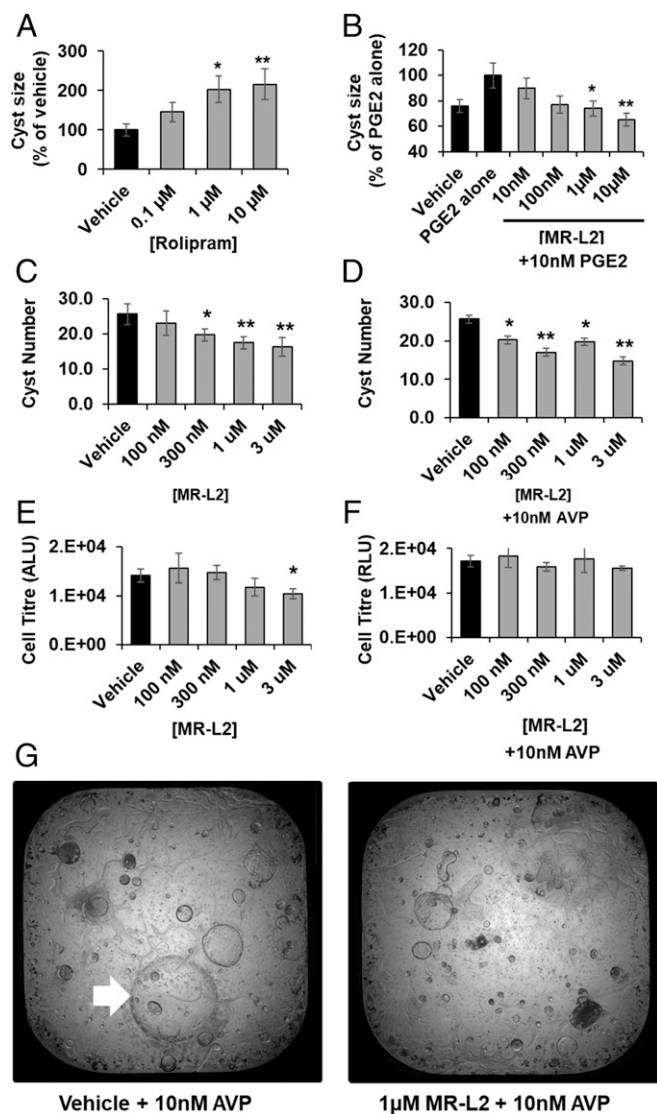 A
Cyst size
(% of vehicle)
300
200
100
0
* **
Vehicle
0.1 µM
1 µM
10 µM
[Rolipram]
B
Cyst size
(% of PGE2 alone)
120
100
80
60
40
* **
Vehicle
PGE2 alone
10nM
100nM
1µM
10µM
[MR-L2]
+10nM PGE2
C
Cyst Number
30.0
20.0
10.0
0.0
* ** **
Vehicle
100 nM
300 nM
1 uM
3 uM
[MR-L2]
D
Cyst Number
30.0
20.0
10.0
0.0
* ** * **
Vehicle
100 nM
300 nM
1 uM
3 uM
[MR-L2]
+10nM AVP
E
Cell Titre (ALU)
2.E+04
1.E+04
0.E+00
*
Vehicle
100 nM
300 nM
1 uM
3 uM
[MR-L2]
F
Cell Titre (RLU)
2.E+04
1.E+04
0.E+00
Vehicle
100 nM
300 nM
1 uM
3 uM
[MR-L2]
+10nM AVP
G
Vehicle + 10nM AVP
1µM MR-L2 + 10nM AVP